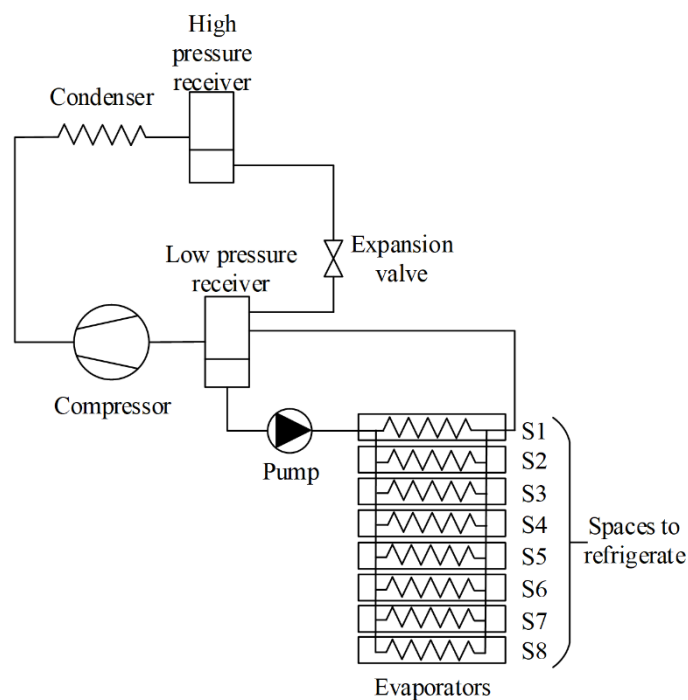 High
pressure
receiver
Condenser
Low pressure
receiver
Expansion
valve
Compressor
Pump
S1
S2
S3
S4
S5
S6
S7
S8
Spaces to
refrigerate
Evaporators